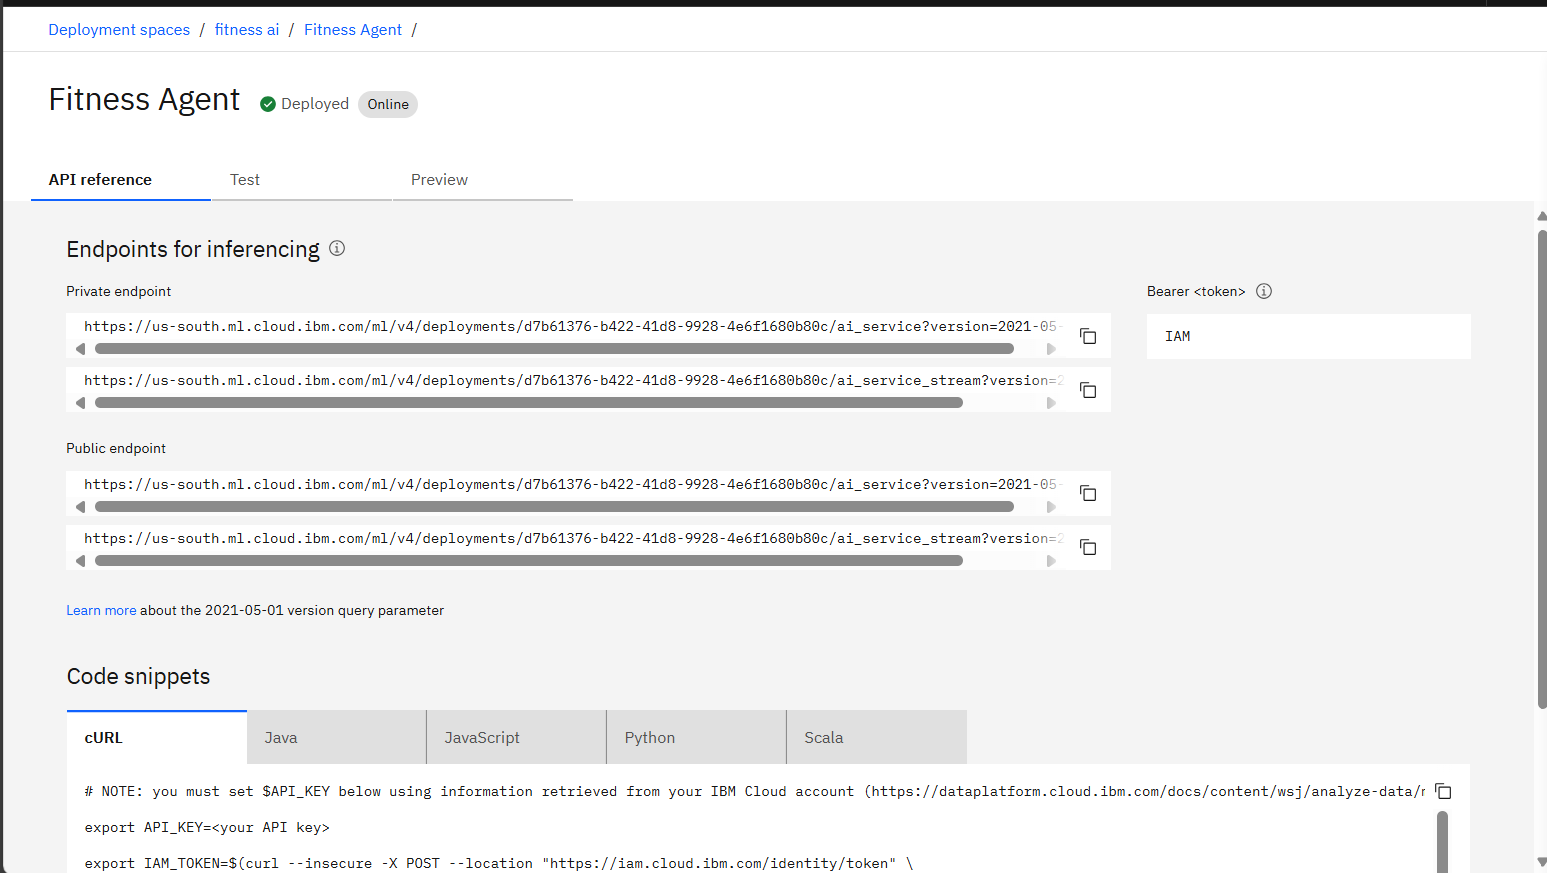 Deployment spaces / fitness ai / Fitness Agent /
Fitness Agent Deployed Online
API reference Test Preview
Endpoints for inferencing
Private endpoint
Bearer <token>
https://us-south.ml.cloud.ibm.com/ml/v4/deployments/d7b61376-b422-41d8-9928-4e6f1680b80c/ai_service?version=2021-05-
IAM
https://us-south.ml.cloud.ibm.com/ml/v4/deployments/d7b61376-b422-41d8-9928-4e6f1680b80c/ai_service_stream?version=2
Public endpoint
https://us-south.ml.cloud.ibm.com/ml/v4/deployments/d7b61376-b422-41d8-9928-4e6f1680b80c/ai_service?version=2021-05-
https://us-south.ml.cloud.ibm.com/ml/v4/deployments/d7b61376-b422-41d8-9928-4e6f1680b80c/ai_service_stream?version=2
Learn more about the 2021-05-01 version query parameter
Code snippets
cURL Java JavaScript Python Scala
# NOTE: you must set $API_KEY below using information retrieved from your IBM Cloud account (https://dataplatform.cloud.ibm.com/docs/content/wsj/analyze-data/
export API_KEY=<your API key>
export IAM_TOKEN=$(curl --insecure -X POST --location "https://iam.cloud.ibm.com/identity/token" \